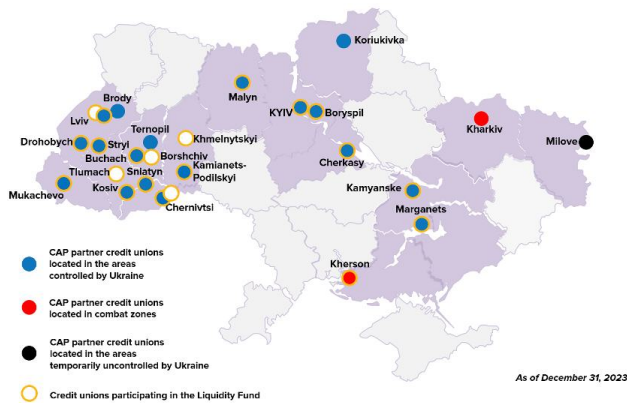 Koriukivka
Brody
Malyn
KYIV
Boryspil
Lviv
Ternopil
Kharkiv
Milove
Drohobych
Stryi
Khmelnytskyi
Buchach
Borshchiv
Cherkasy
Tlumach
Sniatyn
Kamianets-
Podilskyi
Mukachevo
Kosiv
Chernivtsi
Kamyanske
Marganets
Kherson
CAP partner credit unions
located in the areas
controlled by Ukraine
CAP partner credit unions
located in combat zones
CAP partner credit unions
located in the areas
temporarily uncontrolled by Ukraine
Credit unions participating in the Liquidity Fund
As of December 31, 2023